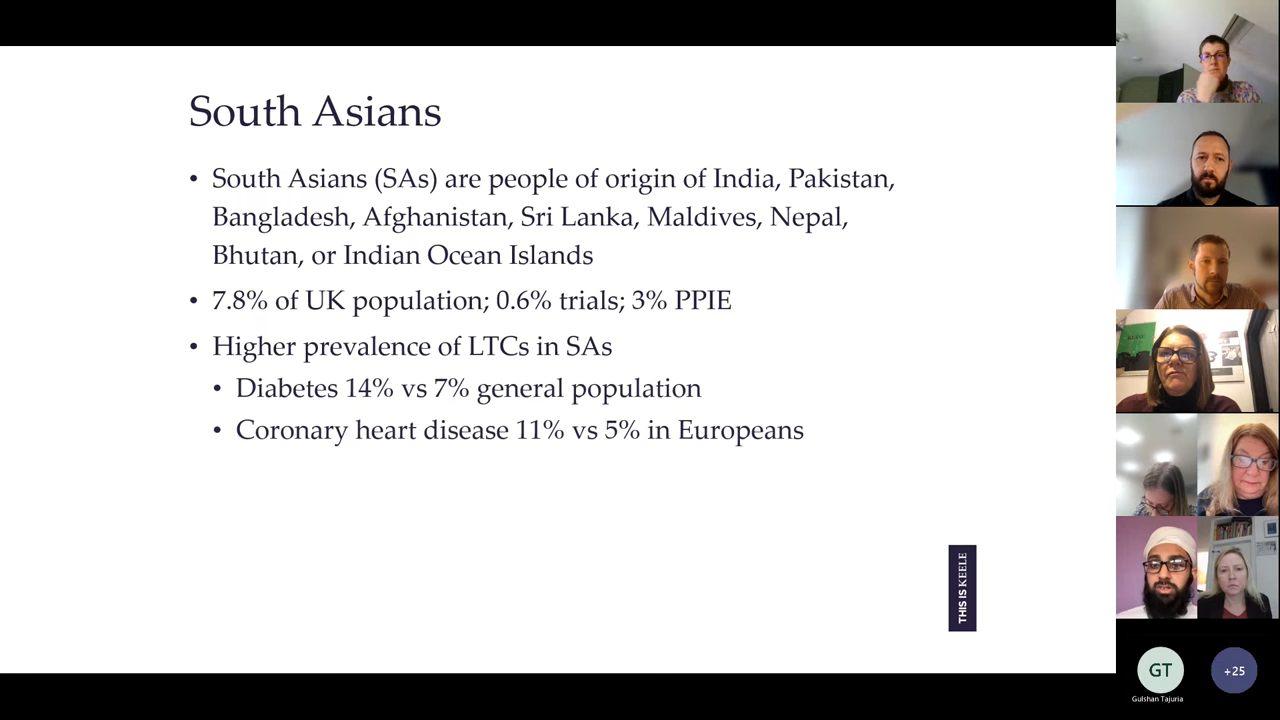 South Asians
• South Asians (SAs) are people of origin of India, Pakistan,
Bangladesh, Afghanistan, Sri Lanka, Maldives, Nepal,
Bhutan, or Indian Ocean Islands
• 7.8% of UK population; 0.6% trials; 3% PPIE
• Higher prevalence of LTCs in SAs
• Diabetes 14% vs 7% general population
• Coronary heart disease 11% vs 5% in Europeans
THIS IS KEELE
GT
+25
Gulshan Tajuria